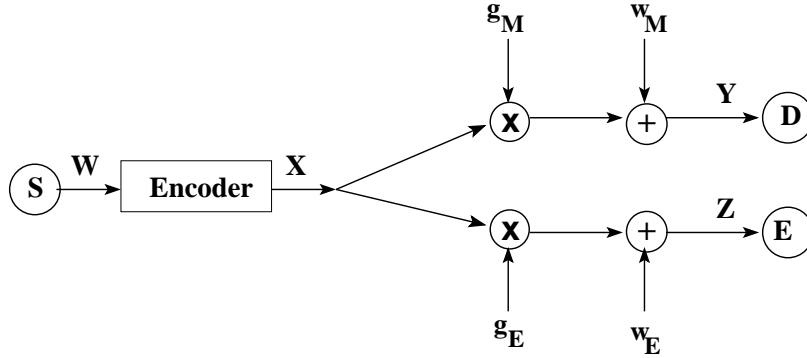 g_M
w_M
X
Y
D
+
S
W
Encoder
X
X
Z
E
+
g_E
w_E